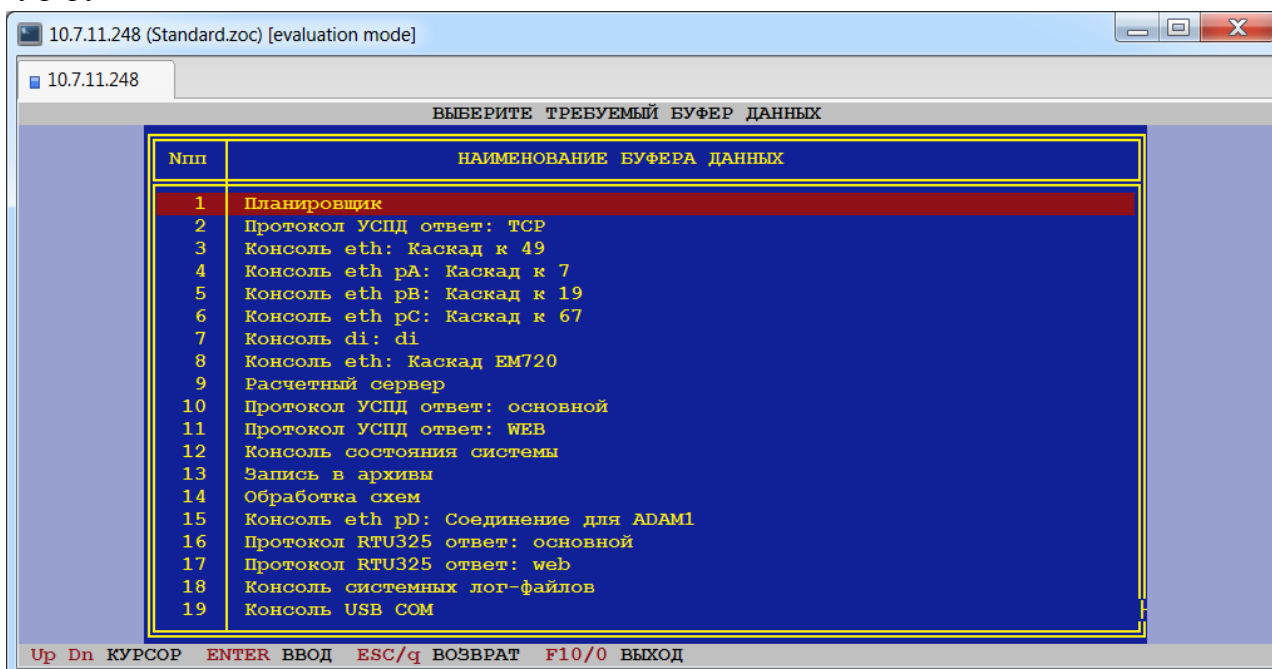 10.7.11.248 (Standard.zoc) [evaluation mode]
10.7.11.248
ВЫБЕРИТЕ ТРЕБУЕМЫЙ БУФЕР ДАННЫХ
Nпп НАИМЕНОВАНИЕ БУФЕРА ДАННЫХ
1 Планировщик
2 Протокол УСПД ответ: TCP
3 Консоль eth: Каскад к 49
4 Консоль eth pA: Каскад к 7
5 Консоль eth pB: Каскад к 19
6 Консоль eth pC: Каскад к 67
7 Консоль di: di
8 Консоль eth: Каскад EM720
9 Расчетный сервер
10 Протокол УСПД ответ: основной
11 Протокол УСПД ответ: WEB
12 Консоль состояния системы
13 Запись в архивы
14 Обработка схем
15 Консоль eth pD: Соединение для ADAM1
16 Протокол RTU325 ответ: основной
17 Протокол RTU325 ответ: web
18 Консоль системных лог-файлов
19 Консоль USB COM
Up Dn КУРСОР ENTER ВВОД ESC/q ВОЗВРАТ F10/0 ВЫХОД